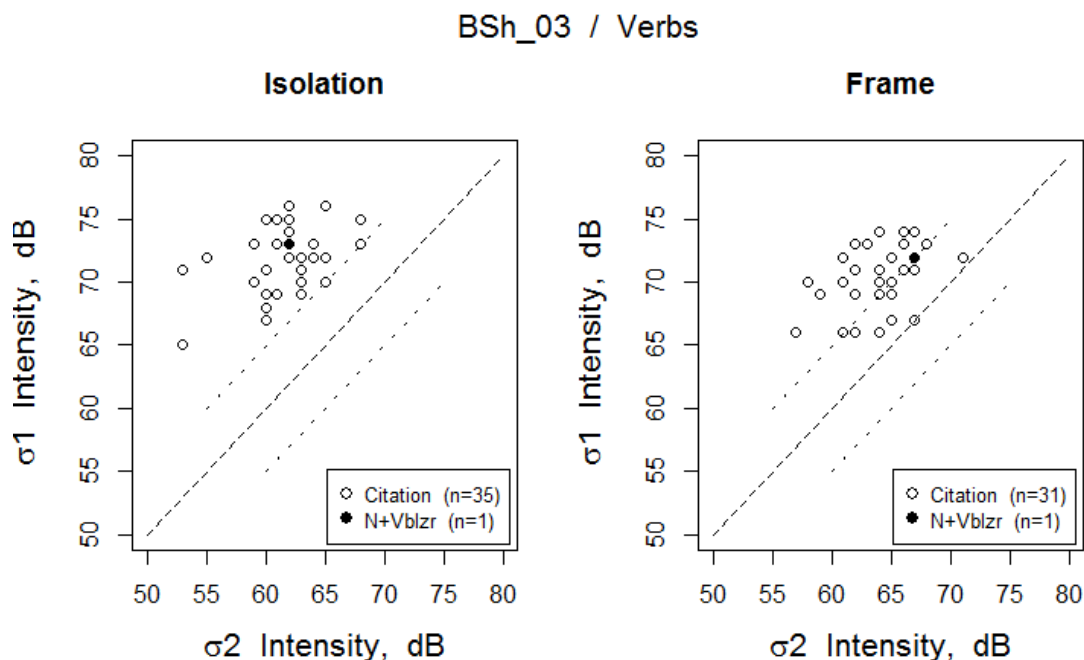 BSh_03 / Verbs
Isolation
σ1 Intensity, dB
80
75
70
65
60
55
50
50 55 60 65 70 75 80
σ2 Intensity, dB
Citation (n=35)
N+Vblzr (n=1)
Frame
σ1 Intensity, dB
80
75
70
65
60
55
50
50 55 60 65 70 75 80
σ2 Intensity, dB
Citation (n=31)
N+Vblzr (n=1)